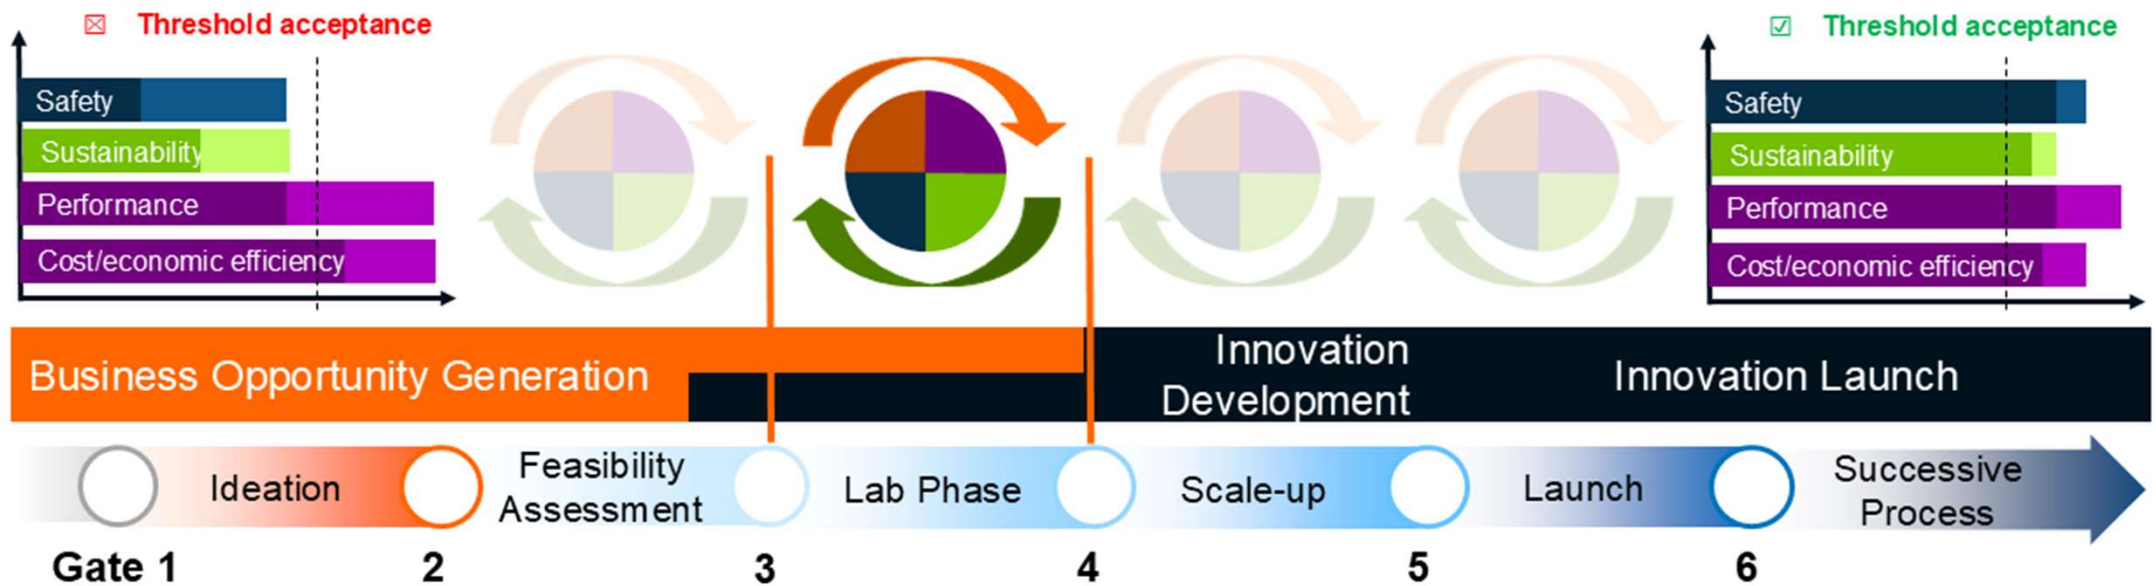 ☒ Threshold acceptance
Safety
Sustainability
Performance
Cost/economic efficiency
☑ Threshold acceptance
Safety
Sustainability
Performance
Cost/economic efficiency
Business Opportunity Generation
Innovation
Development
Innovation Launch
Ideation
Feasibility
Assessment
Lab Phase
Scale-up
Launch
Successive
Process
Gate 1
2
3
4
5
6